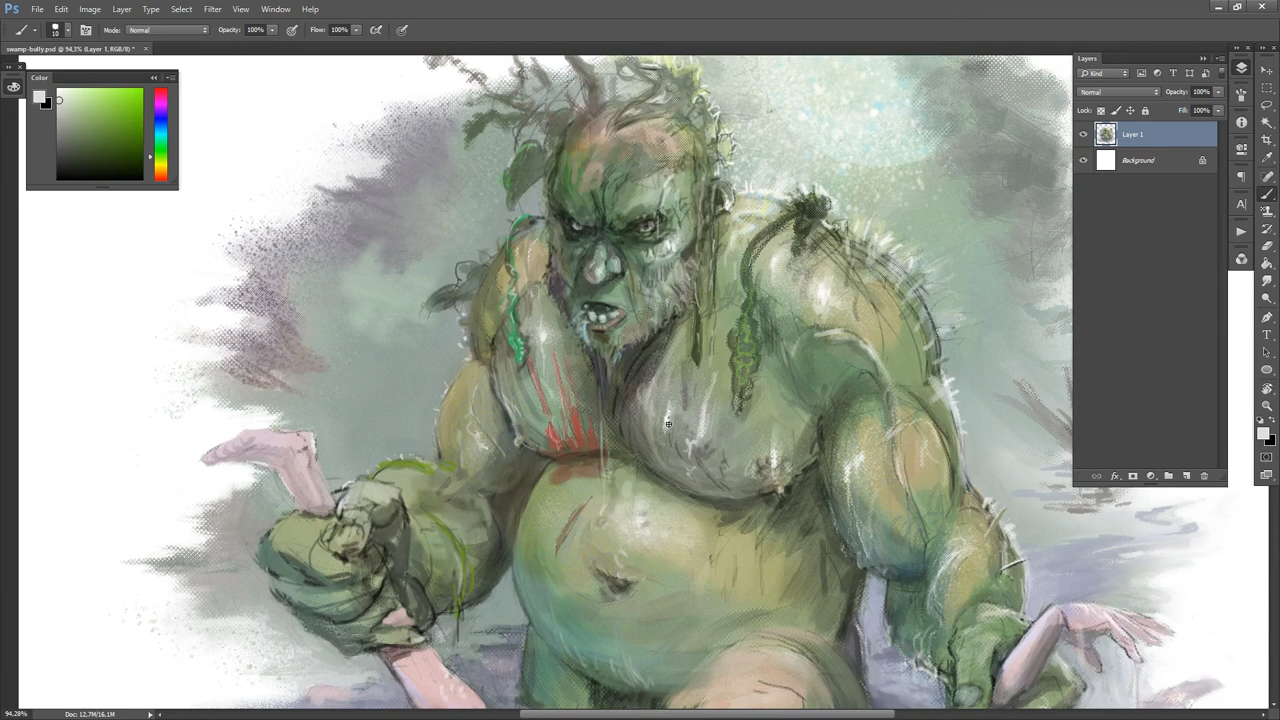 Ps File Edit Image Layer Type Select Filter View Window Help
10 Mode: Normal Opacity: 100% Flow: 100%
swamp-bully.psd @ 94,3% (Layer 1, RGB/8) * ×
Color
Layers
Kind
Normal Opacity: 100%
Lock: Fill: 100%
Layer 1
Background
fx
94.28% Doc: 12,7M/16,1M